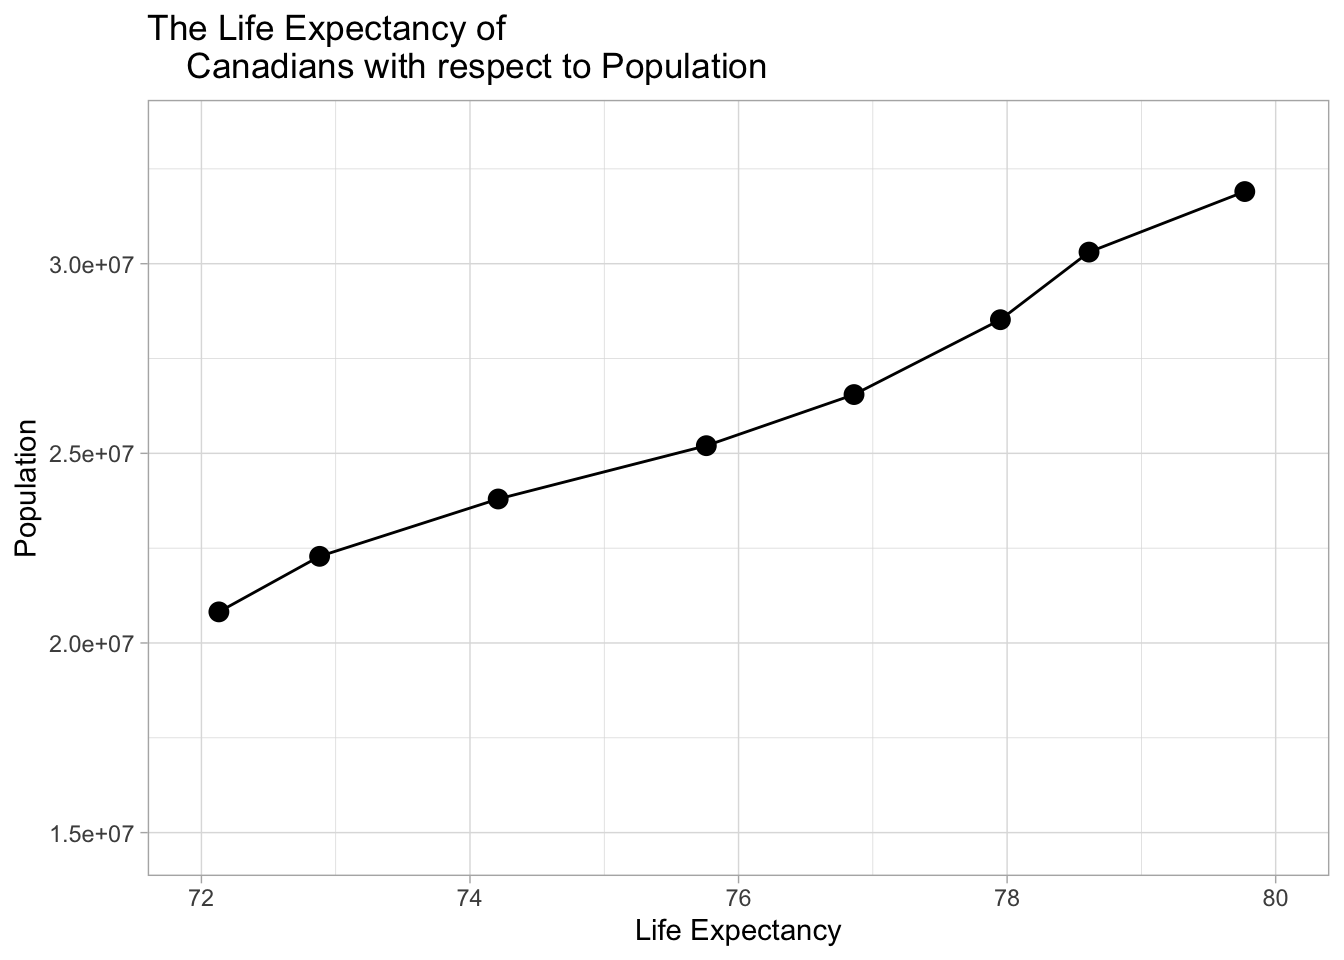 The Life Expectancy of
Canadians with respect to Population
Population
3.0e+07
2.5e+07
2.0e+07
1.5e+07
72 74 76 78 80
Life Expectancy